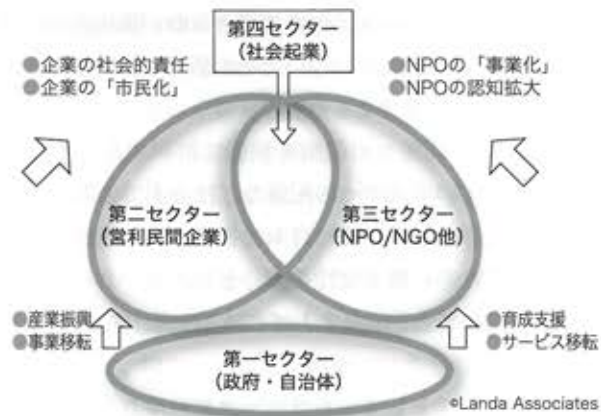 第四セクター
（社会起業）
●企業の社会的責任
●企業の「市民化」
●NPOの「事業化」
●NPOの認知拡大
第二セクター
（営利民間企業）
第三セクター
（NPO/NGO他）
●産業振興
●事業移転
●育成支援
●サービス移転
第一セクター
（政府・自治体）
©Landa Associates